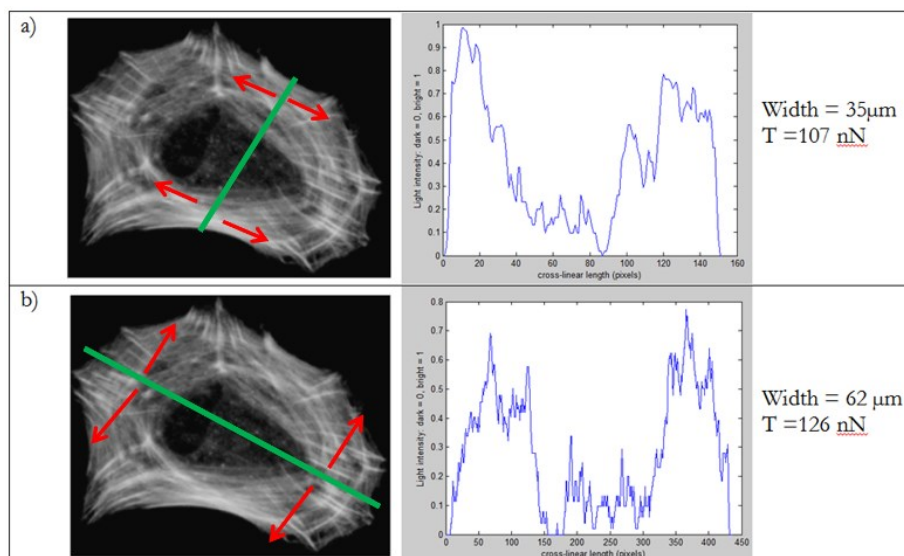 a)
Light intensity: dark = 0, bright = 1
1
0.9
0.8
0.7
0.6
0.5
0.4
0.3
0.2
0.1
0
0 20 40 60 80 100 120 140 160
cross-linear length (pixels)
Width = 35µm
T =107 nN
b)
Light intensity: dark = 0, bright = 1
0.8
0.7
0.6
0.5
0.4
0.3
0.2
0.1
0
0 50 100 150 200 250 300 350 400 450
cross-linear length (pixels)
Width = 62 µm
T =126 nN